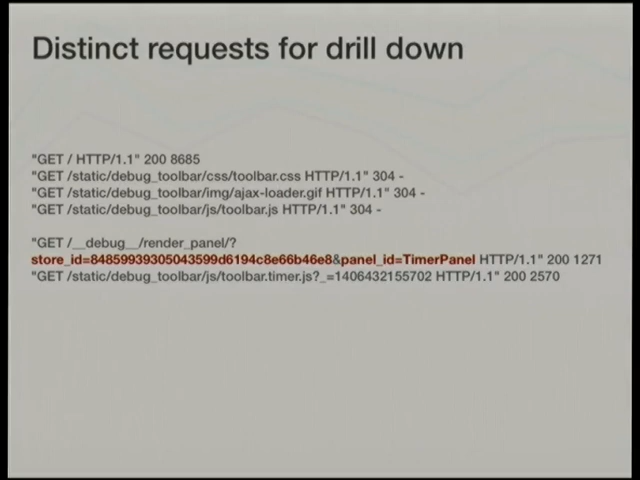 Distinct requests for drill down
"GET / HTTP/1.1" 200 8685
"GET /static/debug_toolbar/css/toolbar.css HTTP/1.1" 304 -
"GET /static/debug_toolbar/img/ajax-loader.gif HTTP/1.1" 304 -
"GET /static/debug_toolbar/js/toolbar.js HTTP/1.1" 304 -
"GET /__debug__/render_panel/?
store_id=84859939305043599d6194c8e66b46e8&panel_id=TimerPanel HTTP/1.1" 200 1271
"GET /static/debug_toolbar/js/toolbar.timer.js?_=1406432155702 HTTP/1.1" 200 2570